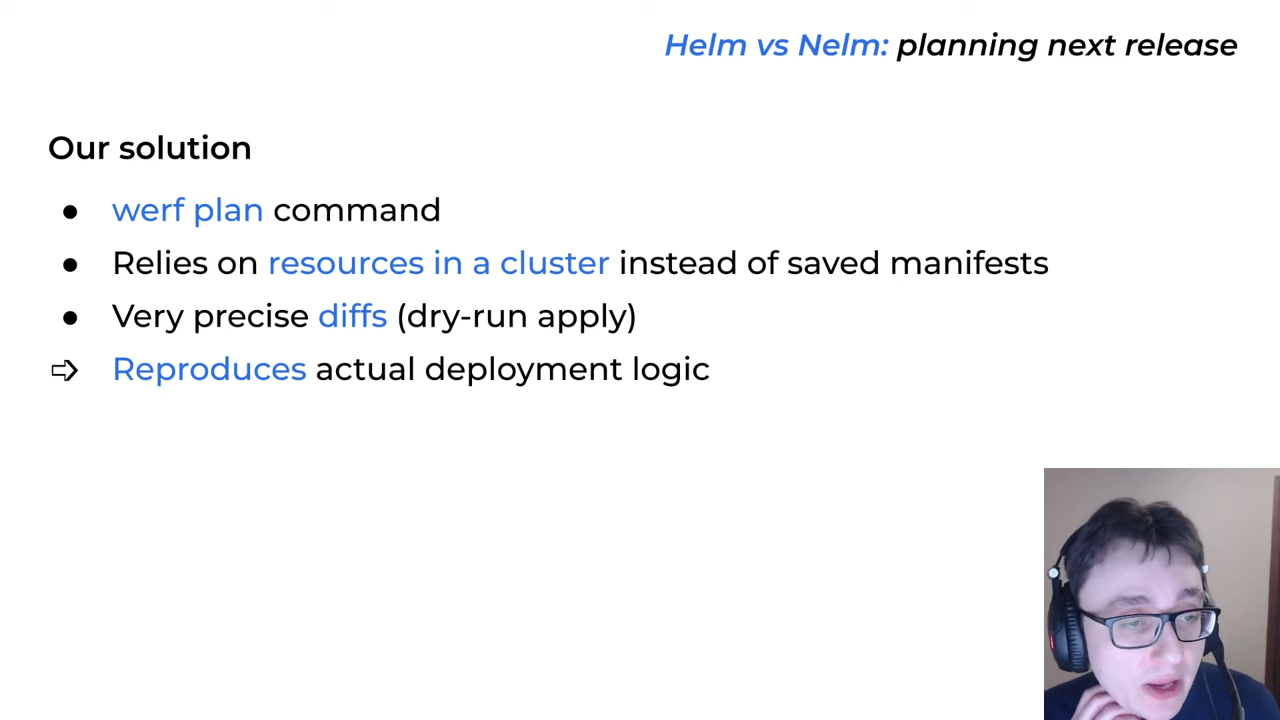 Helm vs Nelm: planning next release
Our solution
● werf plan command
● Relies on resources in a cluster instead of saved manifests
● Very precise diffs (dry-run apply)
⇨ Reproduces actual deployment logic